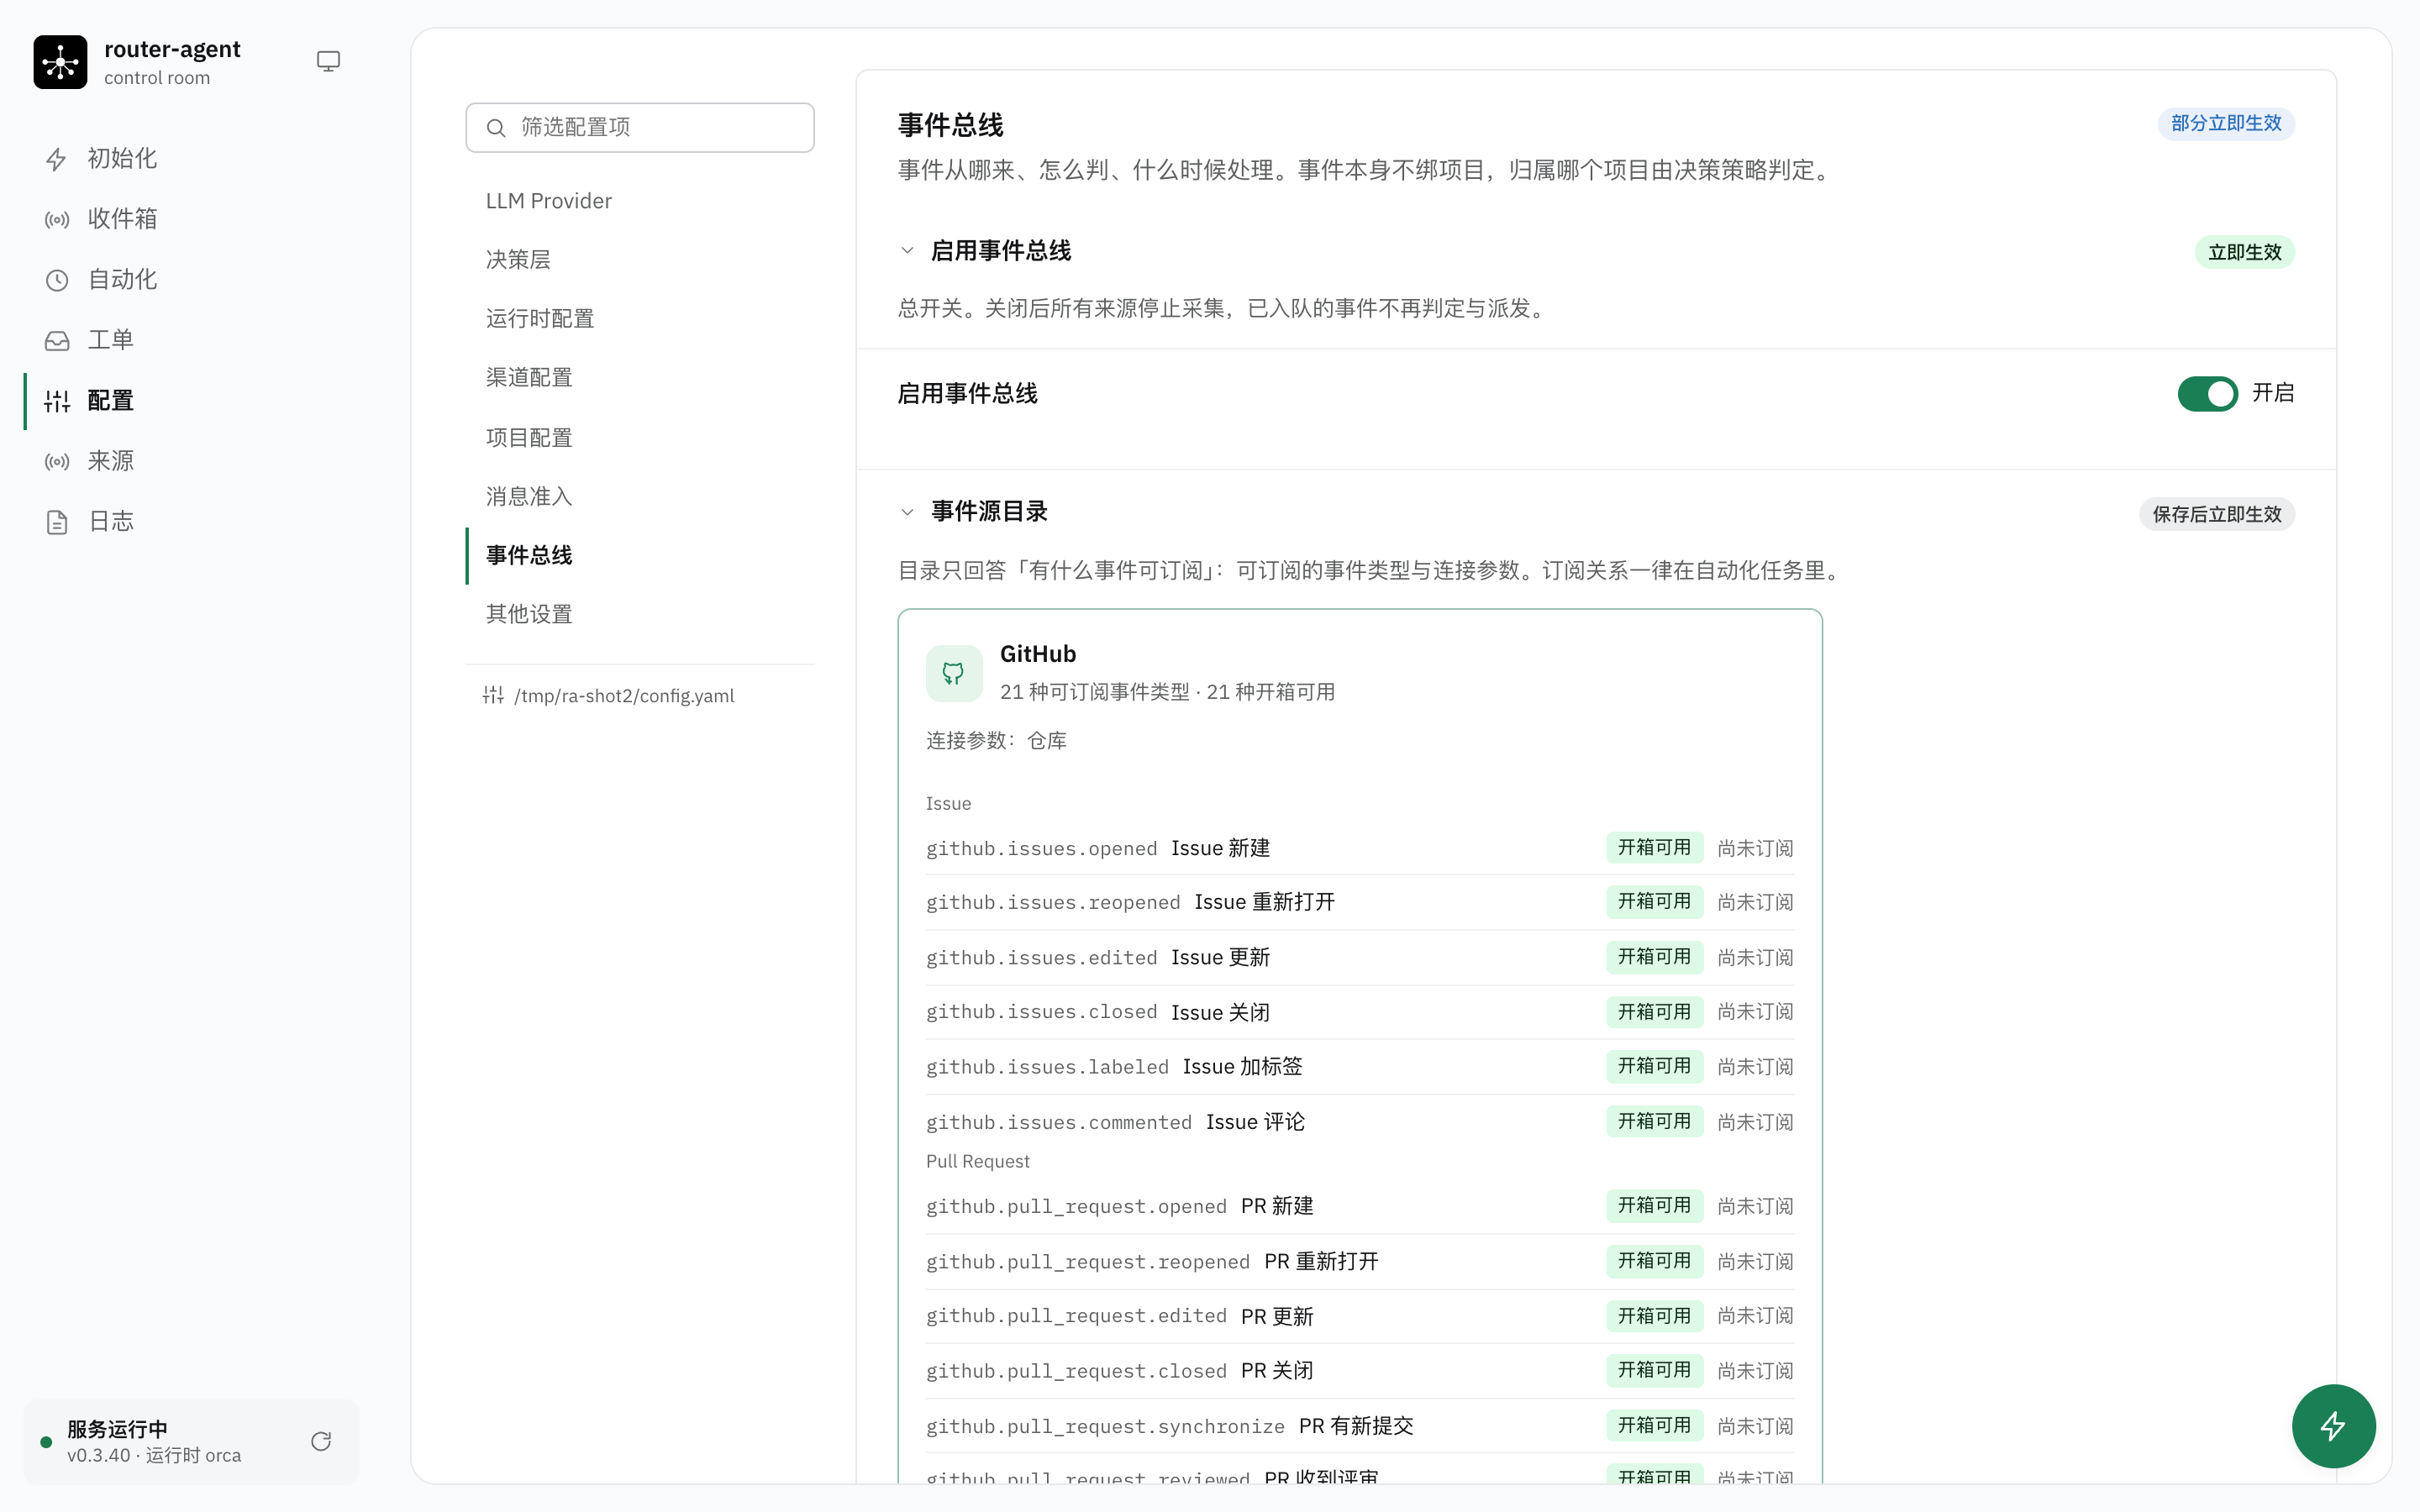 router-agent
control room
初始化
收件箱
自动化
工单
配置
来源
日志
服务运行中
v0.3.40 · 运行时 orca
筛选配置项
LLM Provider
决策层
运行时配置
渠道配置
项目配置
消息准入
事件总线
其他设置
/tmp/ra-shot2/config.yaml
事件总线
部分立即生效
事件从哪来、怎么判、什么时候处理。事件本身不绑项目，归属哪个项目由决策策略判定。
启用事件总线
立即生效
总开关。关闭后所有来源停止采集，已入队的事件不再判定与派发。
启用事件总线
开启
事件源目录
保存后立即生效
目录只回答「有什么事件可订阅」：可订阅的事件类型与连接参数。订阅关系一律在自动化任务里。
GitHub
21 种可订阅事件类型 · 21 种开箱可用
连接参数：仓库
Issue
github.issues.opened Issue 新建 开箱可用 尚未订阅
github.issues.reopened Issue 重新打开 开箱可用 尚未订阅
github.issues.edited Issue 更新 开箱可用 尚未订阅
github.issues.closed Issue 关闭 开箱可用 尚未订阅
github.issues.labeled Issue 加标签 开箱可用 尚未订阅
github.issues.commented Issue 评论 开箱可用 尚未订阅
Pull Request
github.pull_request.opened PR 新建 开箱可用 尚未订阅
github.pull_request.reopened PR 重新打开 开箱可用 尚未订阅
github.pull_request.edited PR 更新 开箱可用 尚未订阅
github.pull_request.closed PR 关闭 开箱可用 尚未订阅
github.pull_request.synchronize PR 有新提交 开箱可用 尚未订阅
github.pull_request.reviewed PR 收到评审 开箱可用 尚未订阅